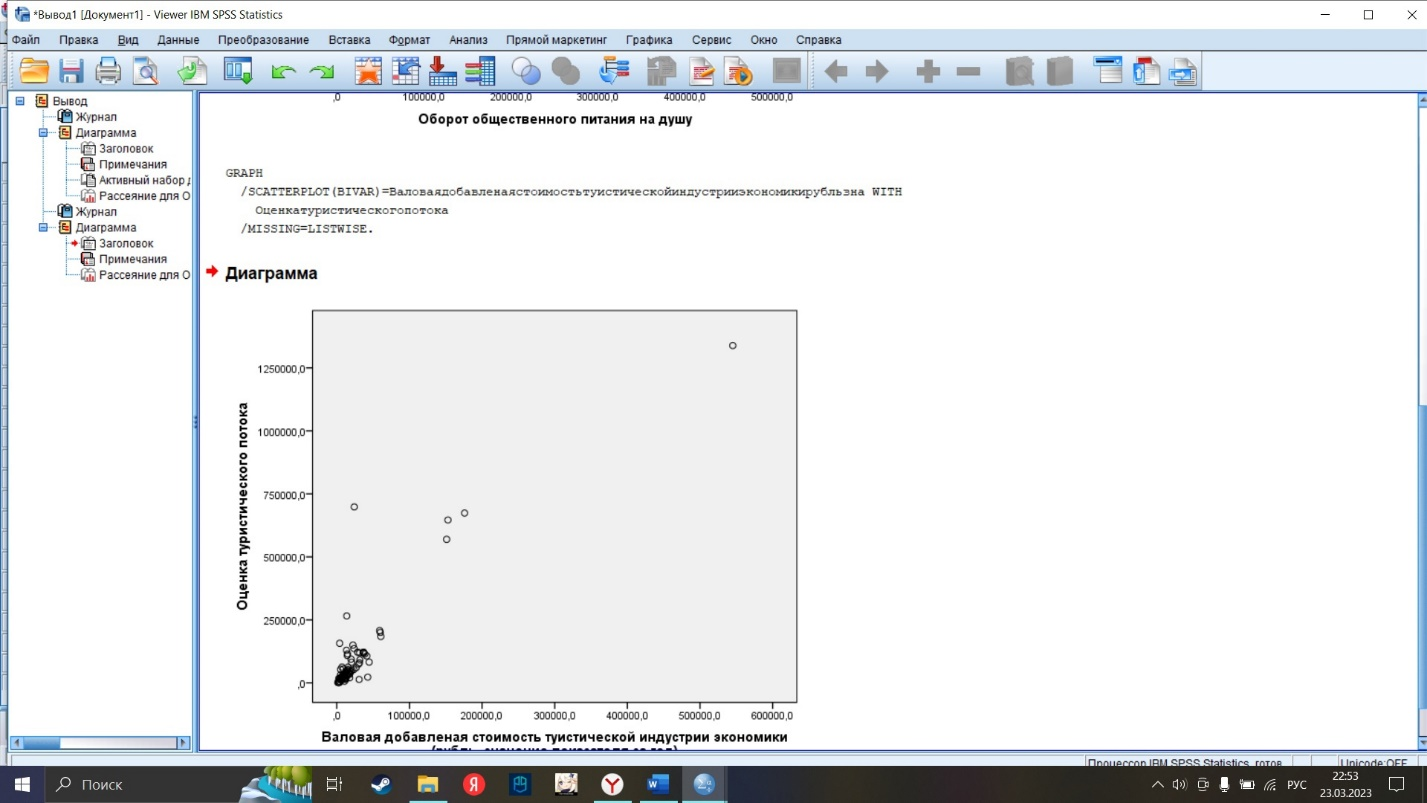 *Вывод1 [Документ1] - Viewer IBM SPSS Statistics
Файл Правка Вид Данные Преобразование Вставка Формат Анализ Прямой маркетинг Графика Сервис Окно Справка
Вывод
Журнал
Диаграмма
Заголовок
Примечания
Активный набор д
Рассеяние для О
Журнал
Диаграмма
Заголовок
Примечания
Рассеяние для О
,0 100000,0 200000,0 300000,0 400000,0 500000,0
Оборот общественного питания на душу
GRAPH
/SCATTERPLOT(BIVAR)=Валоваядобавленаястоимостьтуистическойиндустрииэкономикирубльзна WITH
Оценкатуристическогопотока
/MISSING=LISTWISE.
Диаграмма
Оценка туристического потока
1250000,0
1000000,0
750000,0
500000,0
250000,0
,0
,0 100000,0 200000,0 300000,0 400000,0 500000,0 600000,0
Валовая добавленая стоимость туистической индустрии экономики
(рубль, значение показателя за год)
Процессор IBM SPSS Statistics готов Unicode:OFF
Поиск
РУС
22:53
23.03.2023